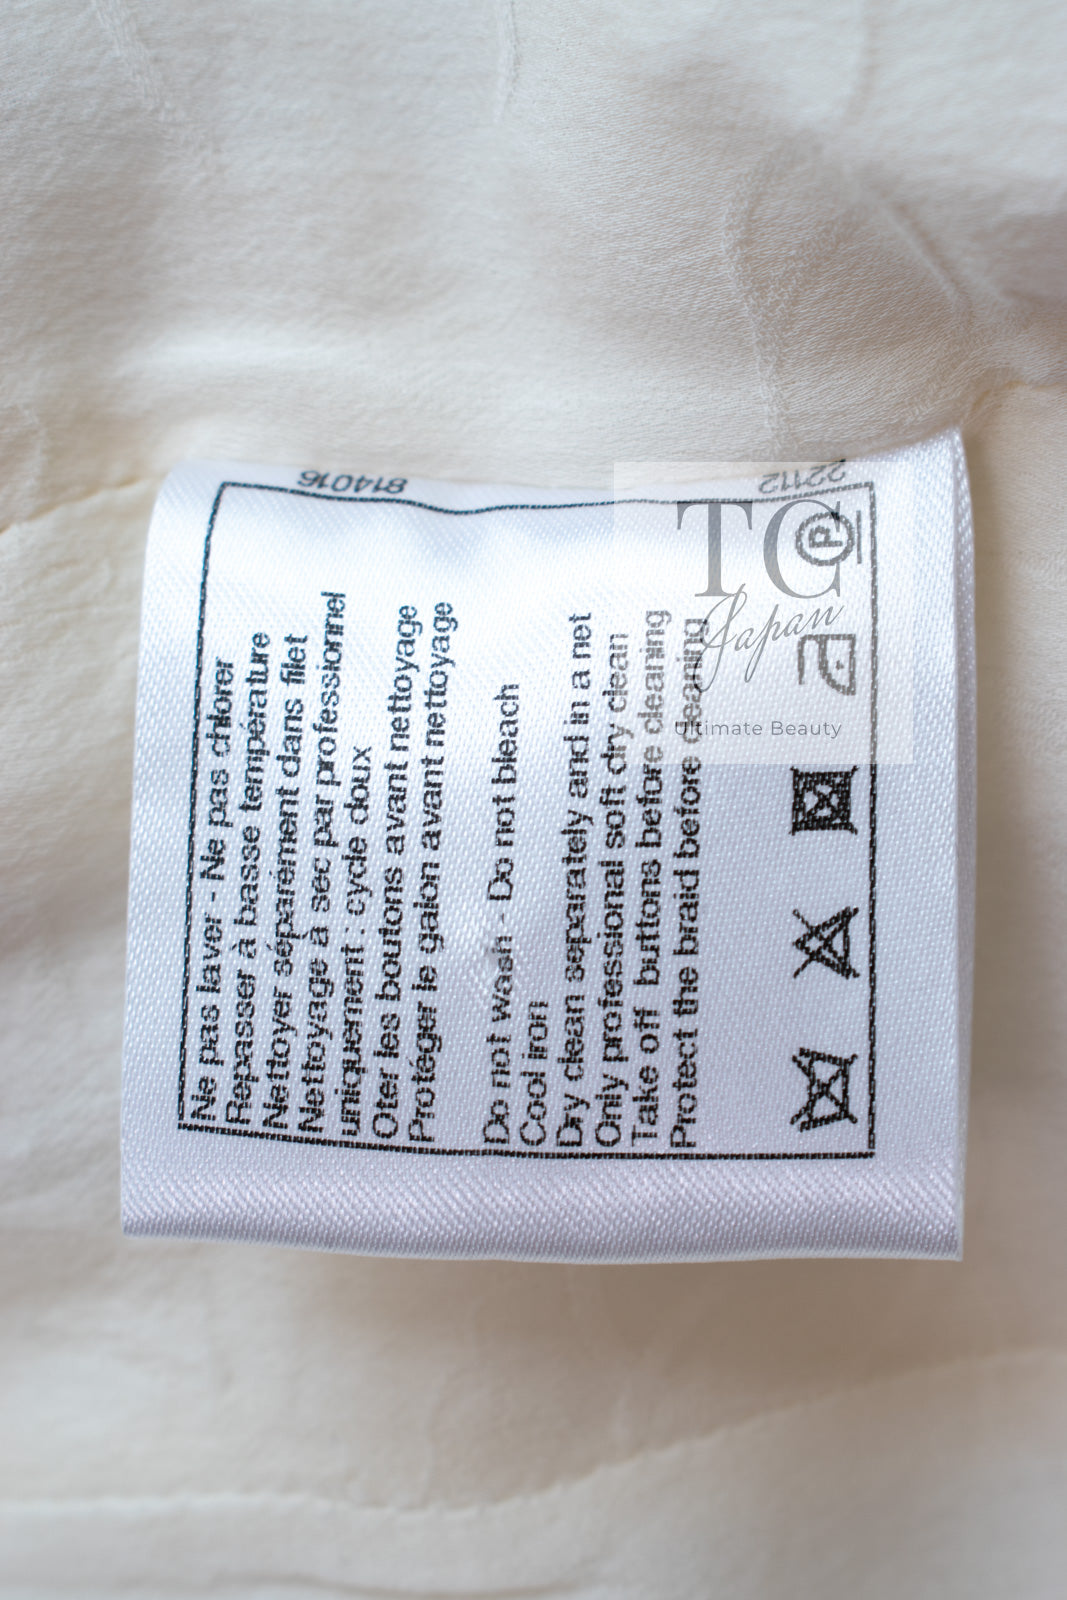 Ne pas laver - Ne pas chlorer
Repasser à basse température
Nettoyer séparément dans filet
Nettoyage à sec par professionnel
uniquement : cycle doux
Oter les boutons avant nettoyage
Protéger le galon avant nettoyage
Do not wash - Do not bleach
Cool iron
Dry clean separately and in a net
Only professional soft dry clean
Take off buttons before cleaning
Protect the braid before cleaning
P
814016
22112
TC
Japan
Ultimate Beauty